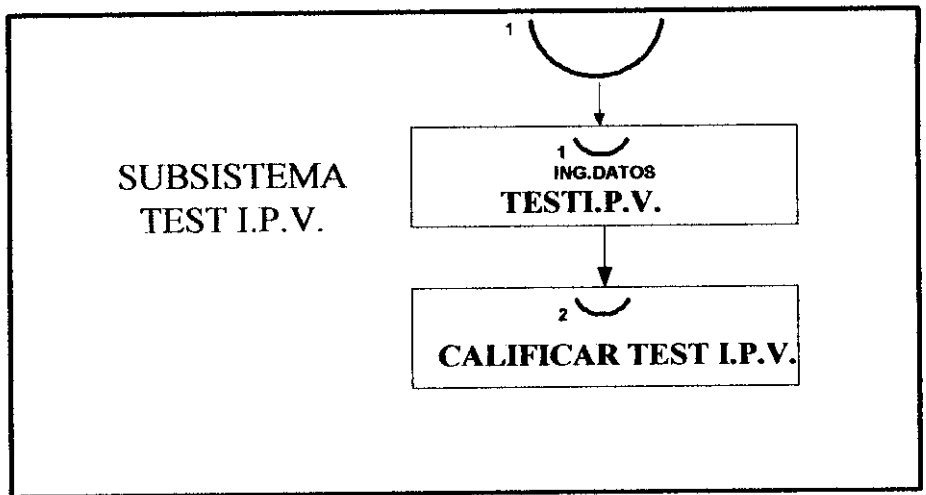 1
SUBSISTEMA
TEST I.P.V.
1
ING.DATOS
TESTI.P.V.
2
CALIFICAR TEST I.P.V.